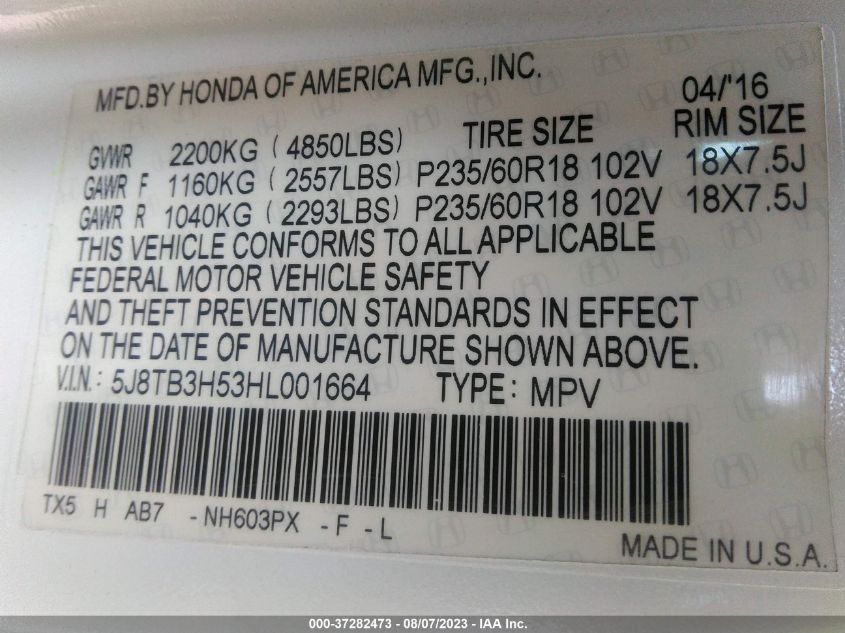 MFD.BY HONDA OF AMERICA MFG.,INC.
04/'16
GVWR 2200KG (4850LBS) TIRE SIZE RIM SIZE
GAWR F 1160KG (2557LBS) P235/60R18 102V 18X7.5J
GAWR R 1040KG (2293LBS) P235/60R18 102V 18X7.5J
THIS VEHICLE CONFORMS TO ALL APPLICABLE
FEDERAL MOTOR VEHICLE SAFETY
AND THEFT PREVENTION STANDARDS IN EFFECT
ON THE DATE OF MANUFACTURE SHOWN ABOVE.
V.I.N.: 5J8TB3H53HL001664 TYPE: MPV
TX5 H AB7 -NH603PX -F -L
MADE IN U.S.A.
000-37282473 - 08/07/2023 - IAA Inc.